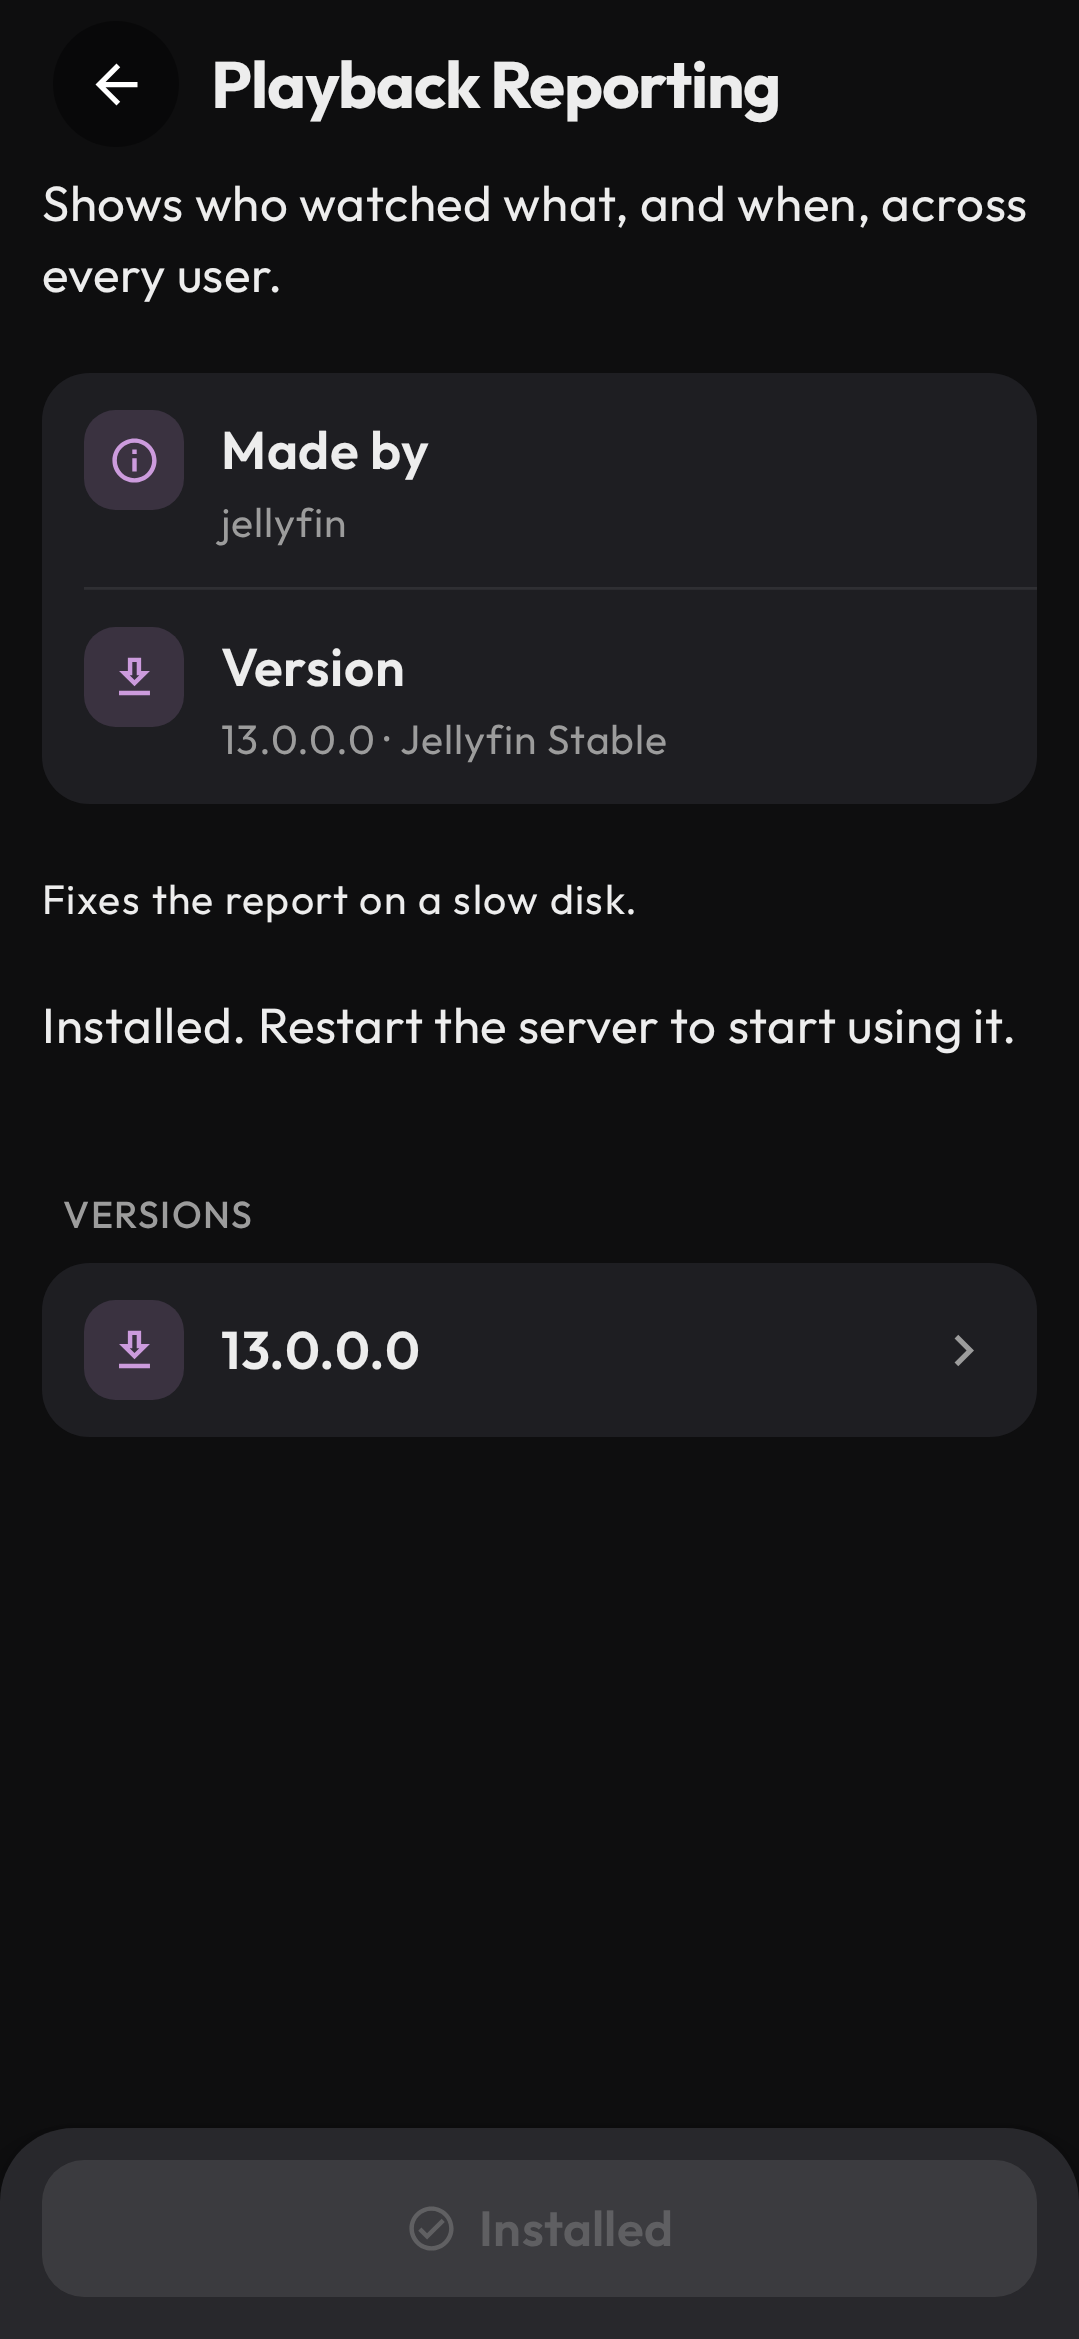 Playback Reporting
Shows who watched what, and when, across
every user.
Made by
jellyfin
Version
13.0.0.0 · Jellyfin Stable
Fixes the report on a slow disk.
Installed. Restart the server to start using it.
VERSIONS
13.0.0.0
Installed